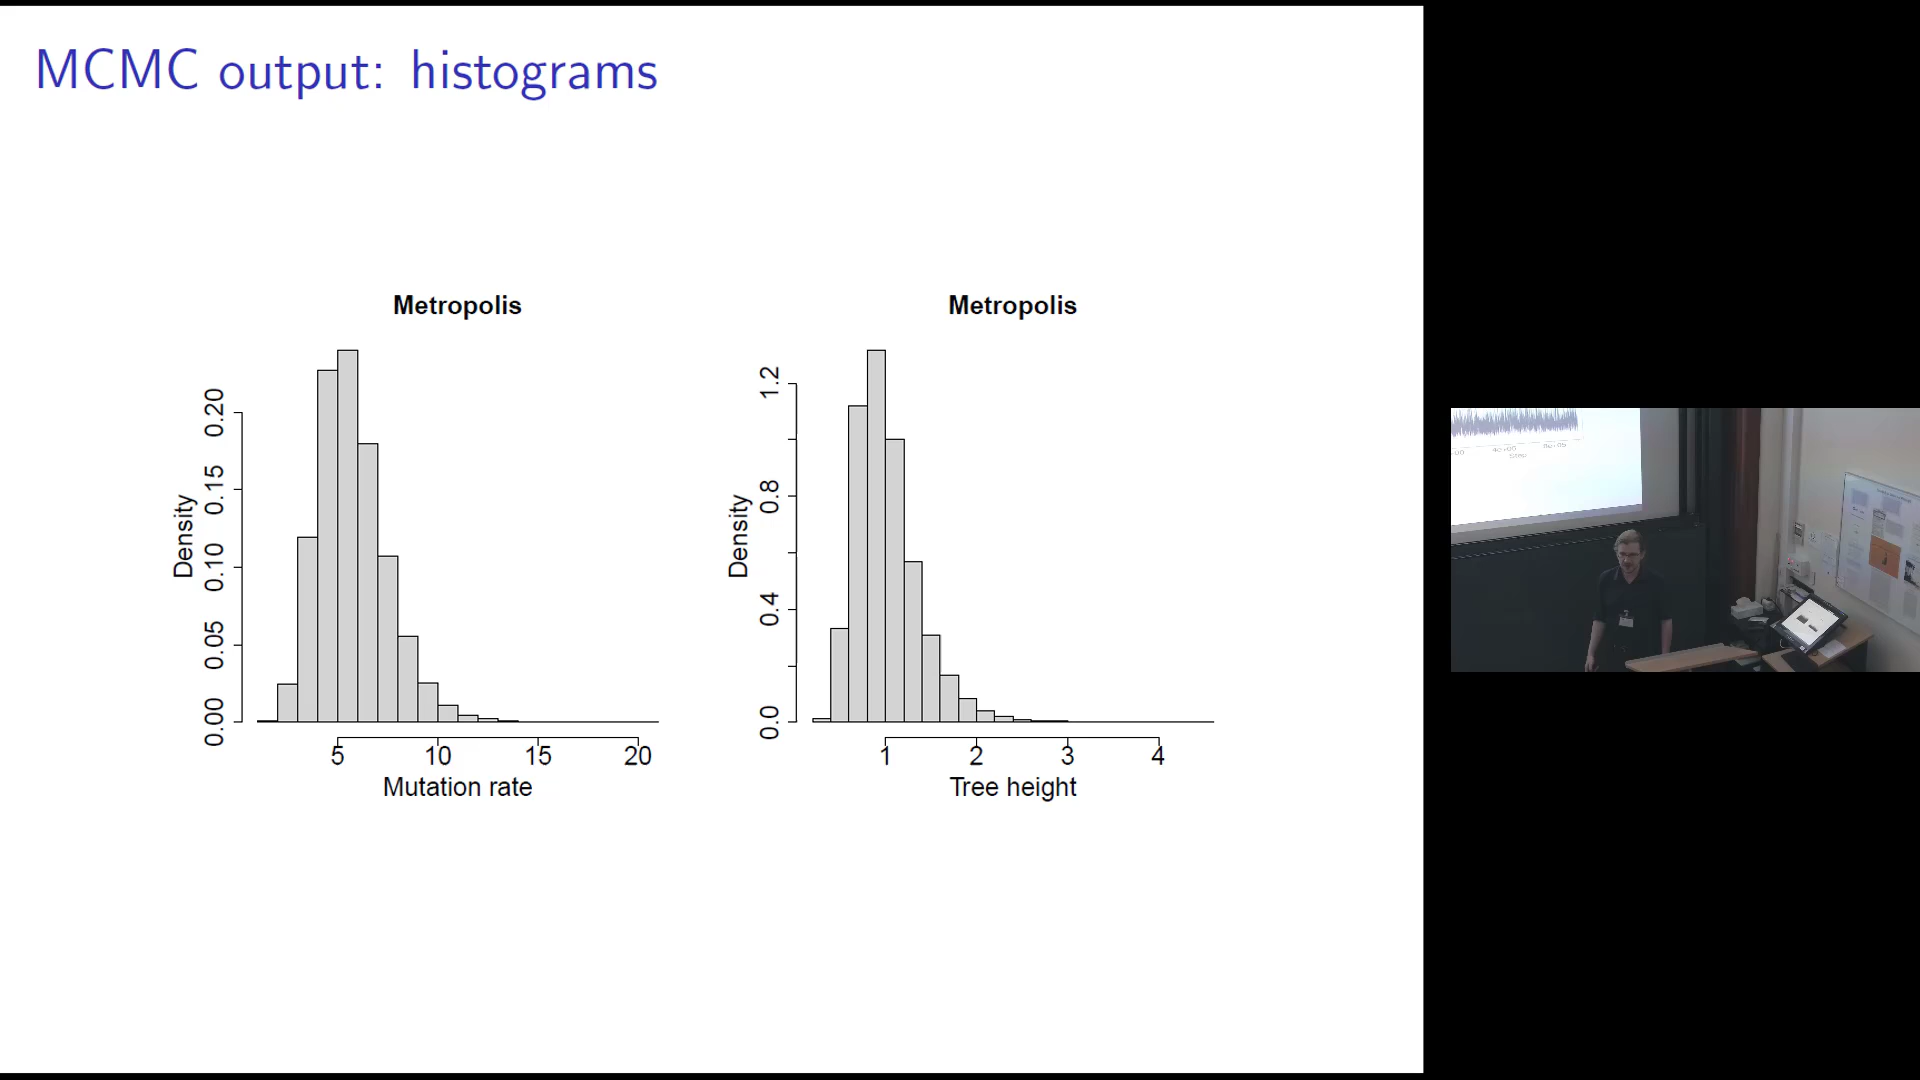 MCMC output: histograms
Metropolis
Density
0.00 0.05 0.10 0.15 0.20
5 10 15 20
Mutation rate
Metropolis
Density
0.0 0.4 0.8 1.2
1 2 3 4
Tree height